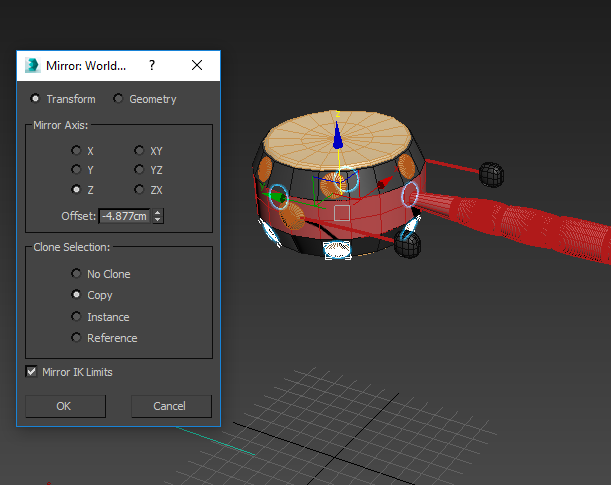 Mirror: World... ?
Transform Geometry
Mirror Axis:
X XY
Y YZ
Z ZX
Offset: -4.877cm
Clone Selection:
No Clone
Copy
Instance
Reference
Mirror IK Limits
OK Cancel